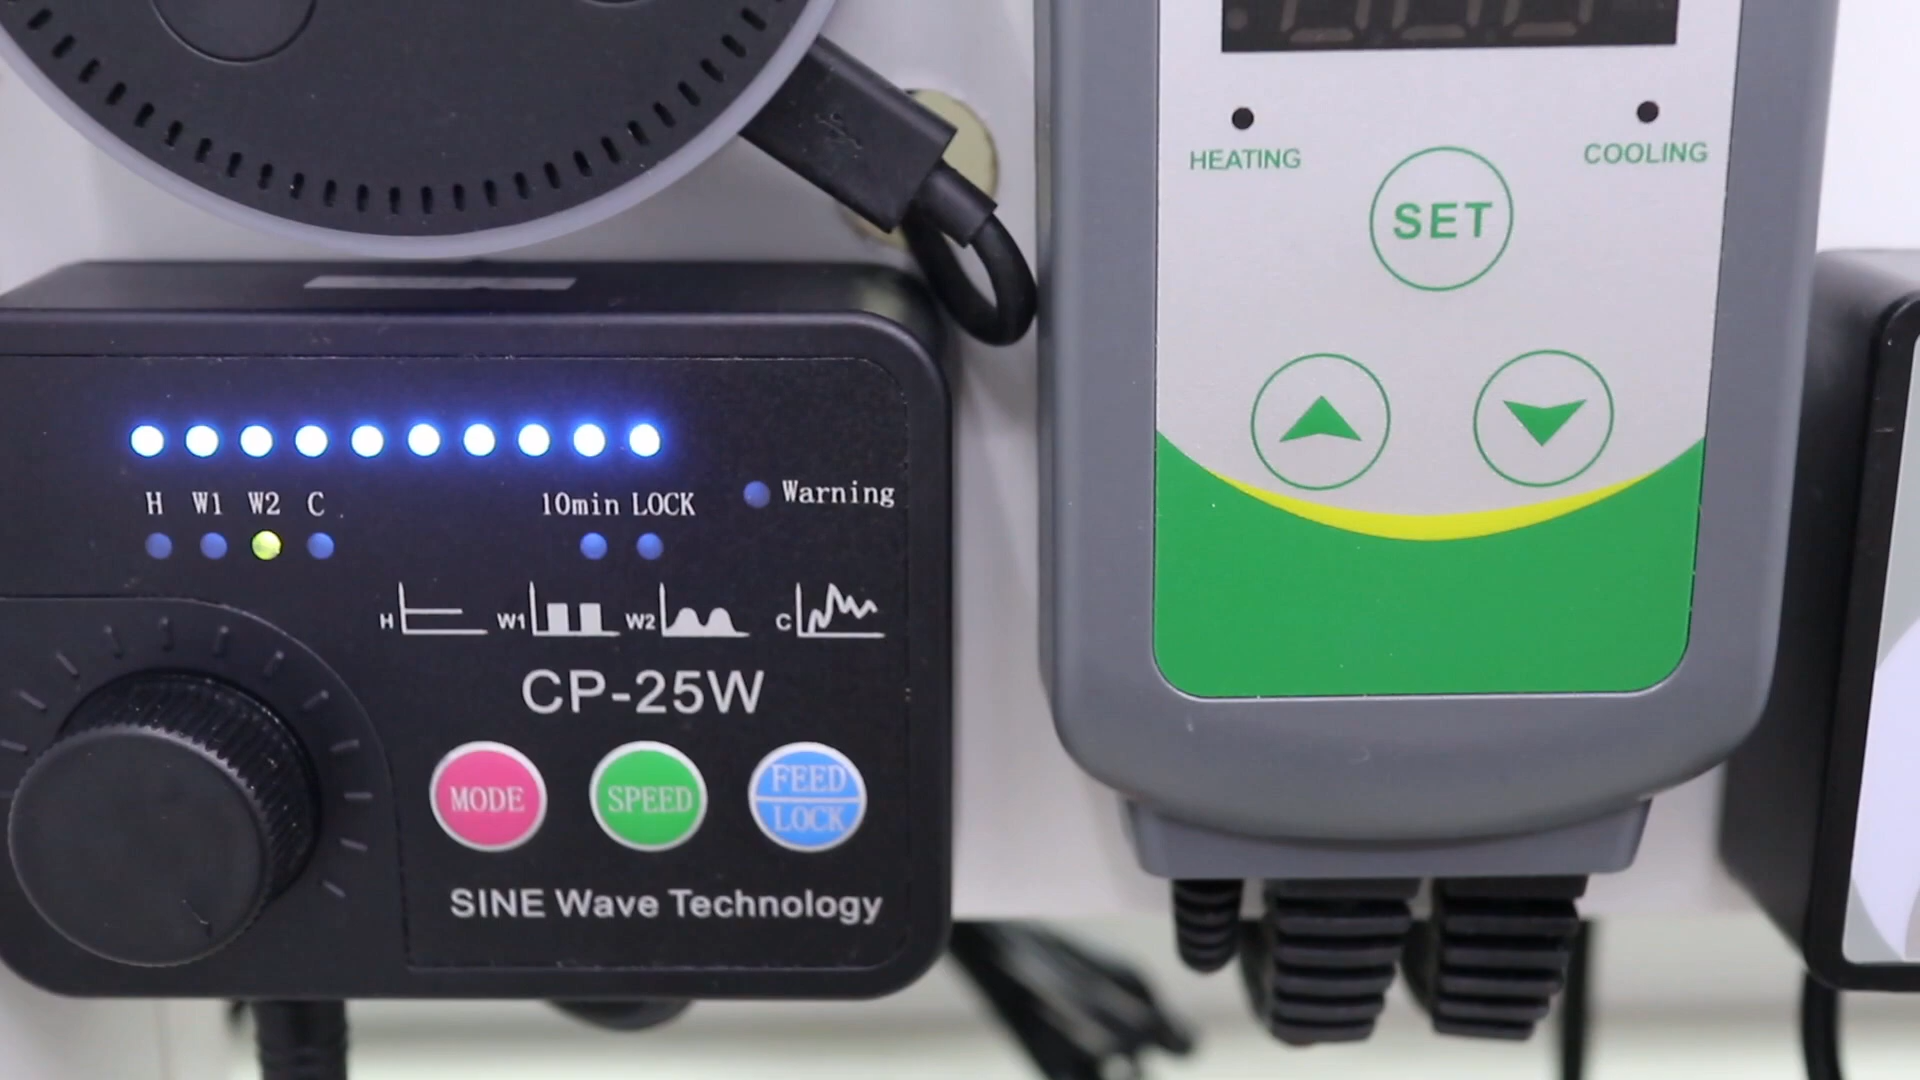 HEATING
COOLING
SET
H W1 W2 C
10min LOCK
Warning
H W1 W2 C
CP-25W
MODE
SPEED
FEED
LOCK
SINE Wave Technology